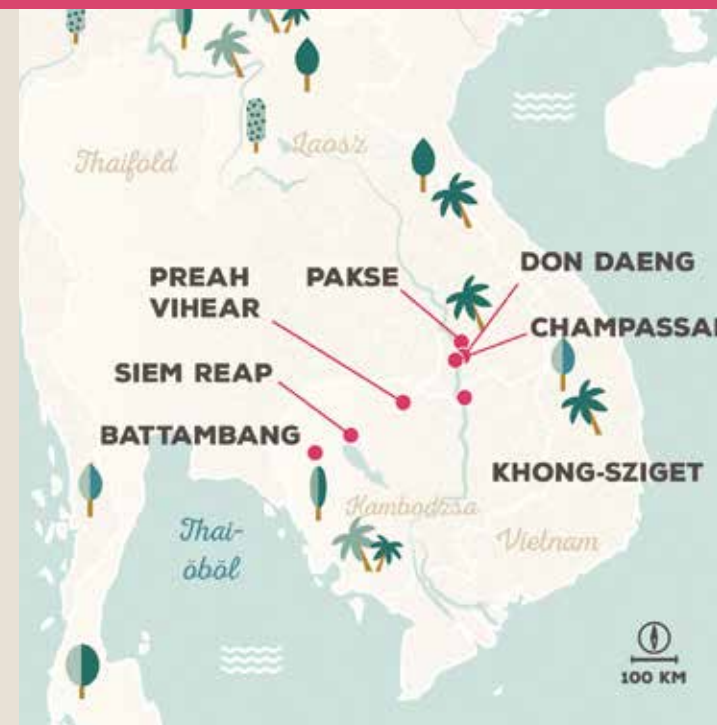 Thaiföld
Laosz
PREAH
VIHEAR
PAKSE
DON DAENG
CHAMPASSA
SIEM REAP
BATTAMBANG
KHONG-SZIGET
Kambodzsa
Vietnam
Thai-
öböl
100 KM